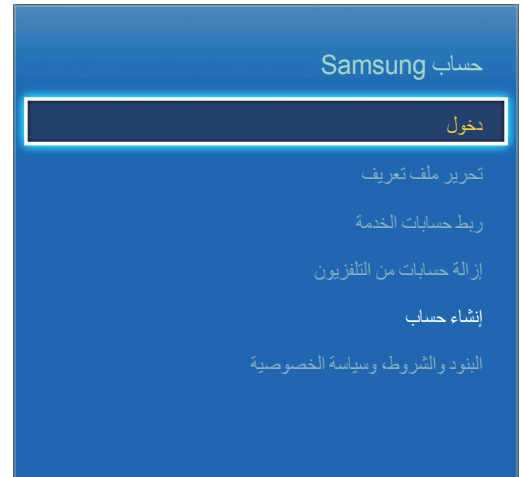 حساب Samsung
دخول
تحرير ملف تعريف
ربط حسابات الخدمة
إزالة حسابات من التلفزيون
إنشاء حساب
البنود والشروط، وسياسة الخصوصية